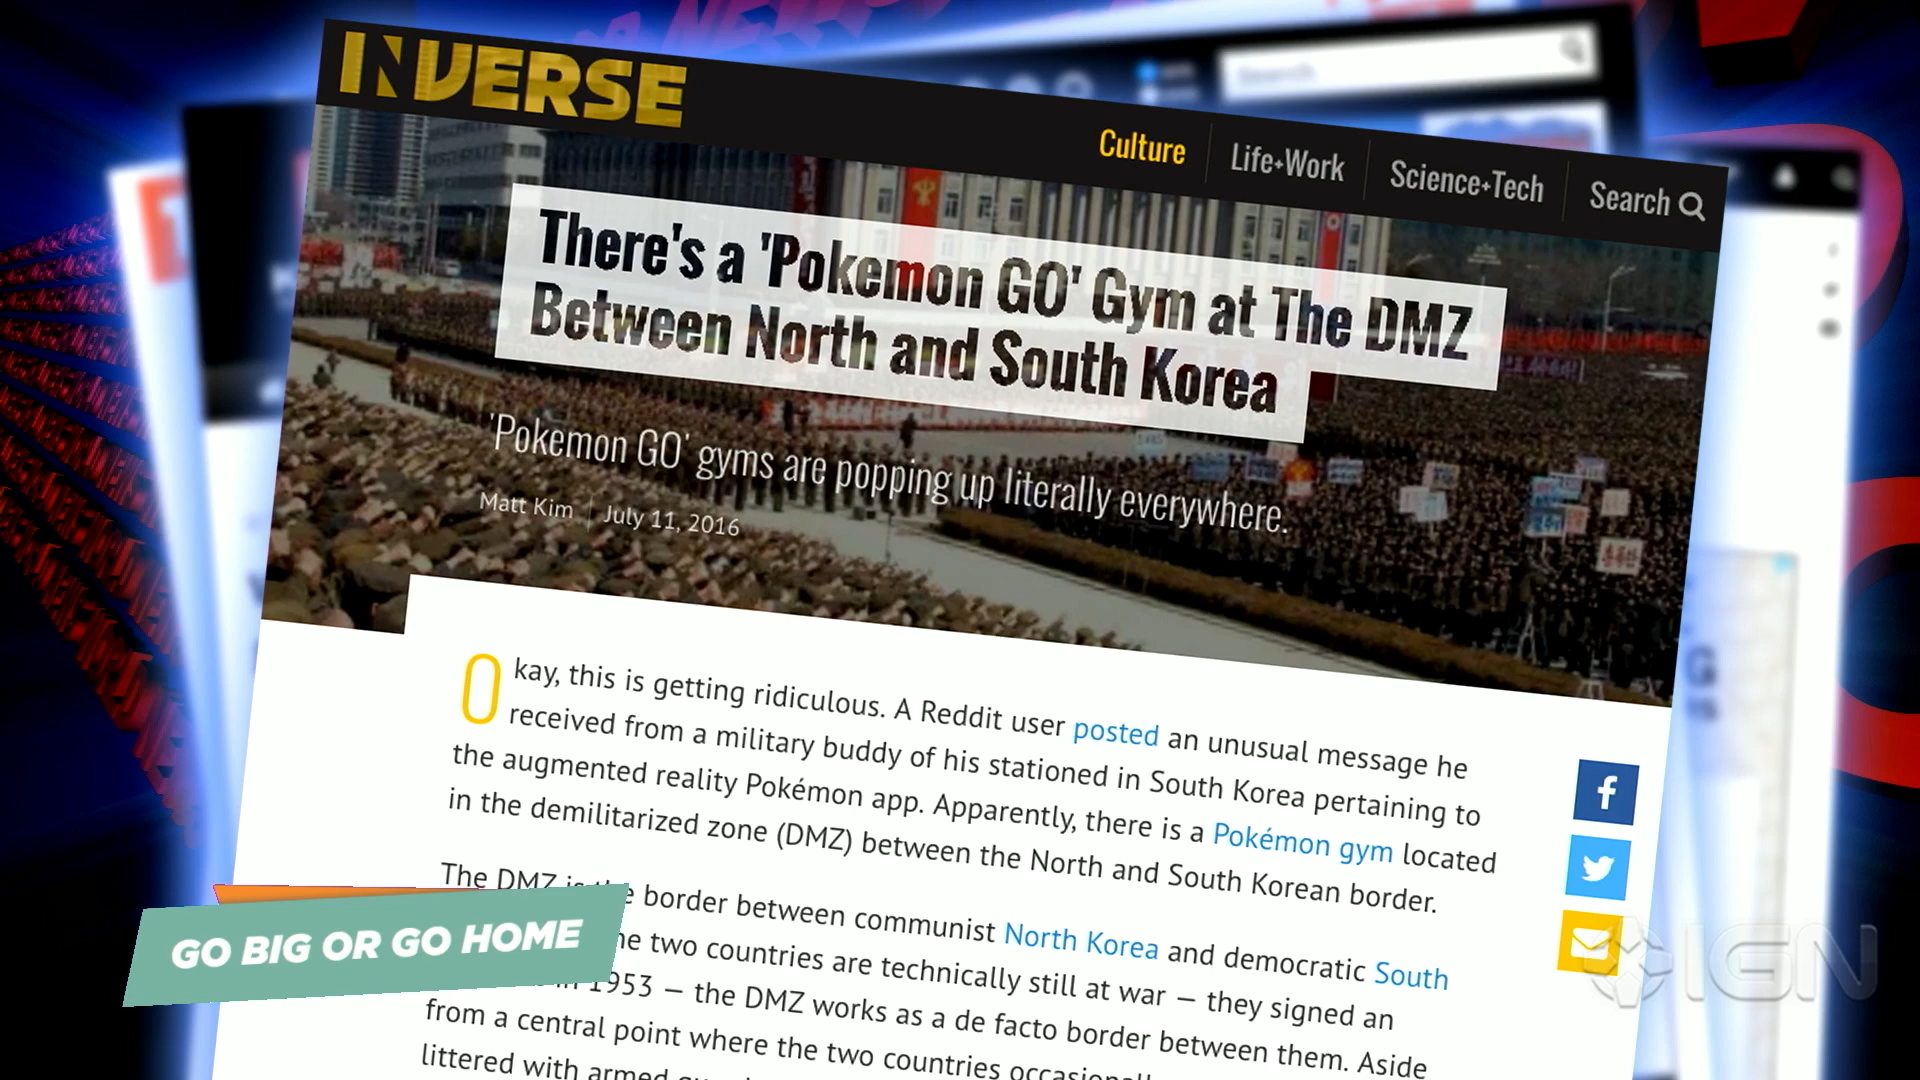 INVERSE
Culture
Life+Work
Science+Tech
Search
There's a 'Pokemon GO' Gym at The DMZ
Between North and South Korea
'Pokemon GO' gyms are popping up literally everywhere.
Matt Kim | July 11, 2016
Okay, this is getting ridiculous. A Reddit user posted an unusual message he
received from a military buddy of his stationed in South Korea pertaining to
the augmented reality Pokémon app. Apparently, there is a Pokémon gym located
in the demilitarized zone (DMZ) between the North and South Korean border.
The DMZ is the border between communist North Korea and democratic South
two countries are technically still at war — they signed an
in 1953 — the DMZ works as a de facto border between them. Aside
from a central point where the two countries
littered with armed
GO BIG OR GO HOME
IGN